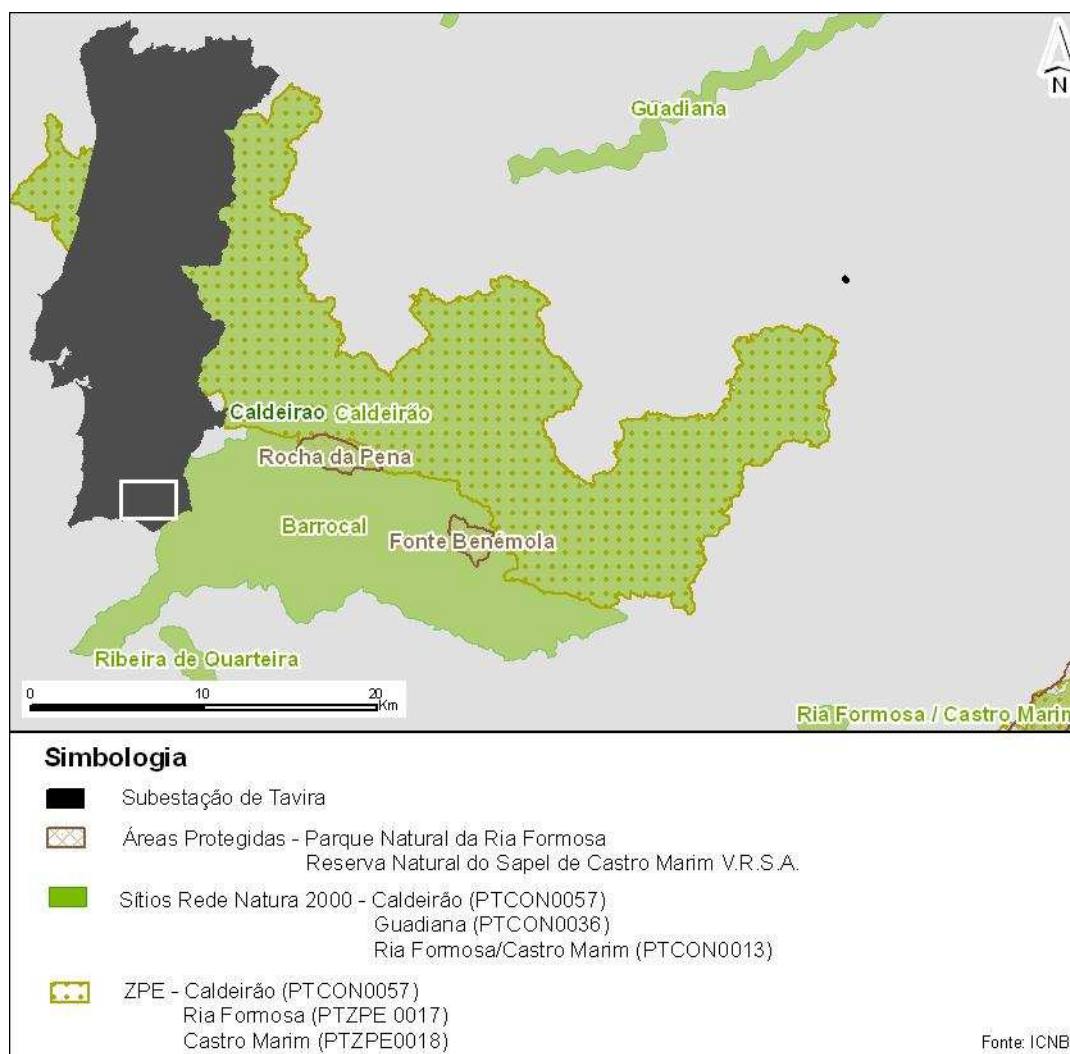 N
Guadiana
Caldeirao Caldeirão
Rocha da Pena
Barrocal
Fonte Benémola
Ribeira de Quarteira
0 10 20
Km
Ria Formosa / Castro Marim
Simbologia
Subestação de Tavira
Áreas Protegidas - Parque Natural da Ria Formosa
Reserva Natural do Sapel de Castro Marim V.R.S.A.
Sítios Rede Natura 2000 - Caldeirão (PTCON0057)
Guadiana (PTCON0036)
Ria Formosa/Castro Marim (PTCON0013)
ZPE - Caldeirão (PTCON0057)
Ria Formosa (PTZPE 0017)
Castro Marim (PTZPE0018)
Fonte: ICNB